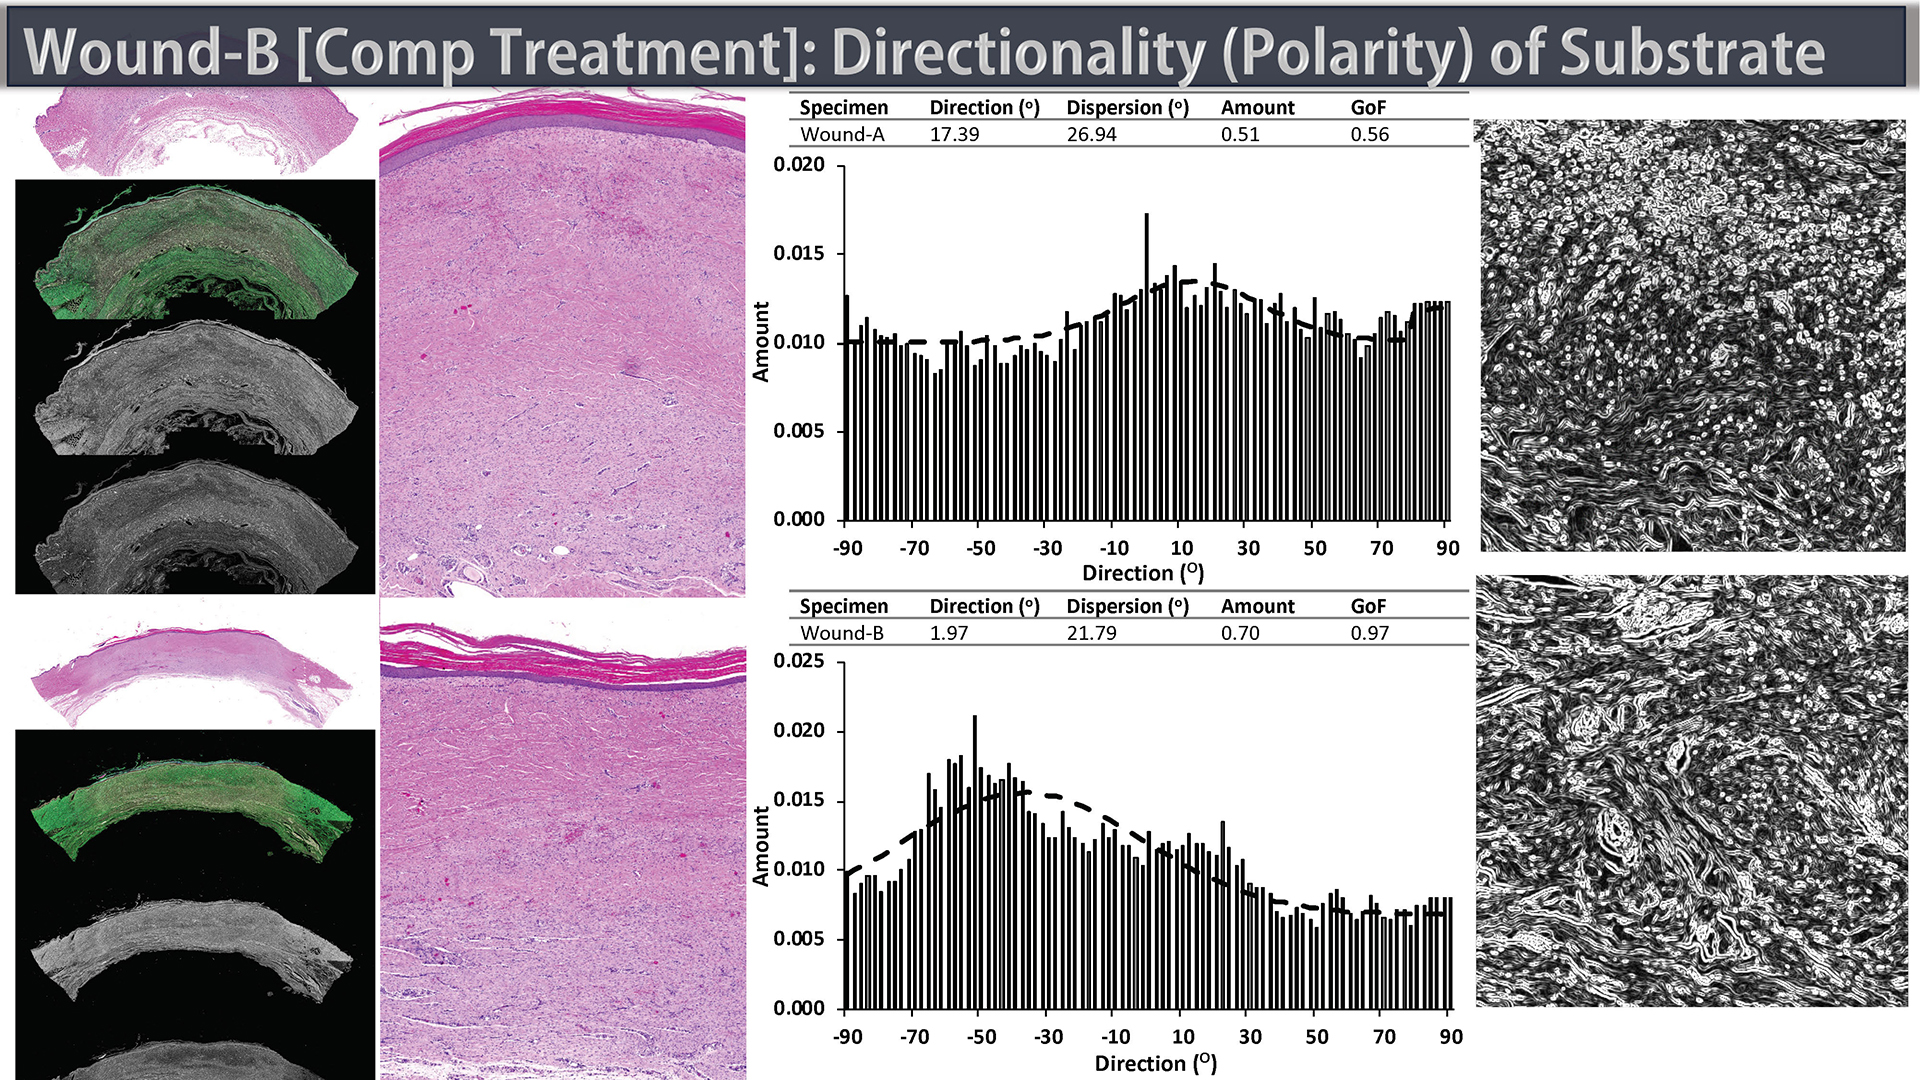 Wound-B [Comp Treatment]: Directionality (Polarity) of Substrate
Specimen Direction (º) Dispersion (º) Amount GoF
Wound-A 17.39 26.94 0.51 0.56
0.020
0.015
0.010
0.005
0.000
Amount
-90 -70 -50 -30 -10 10 30 50 70 90
Direction (O)
Specimen Direction (º) Dispersion (º) Amount GoF
Wound-B 1.97 21.79 0.70 0.97
0.025
0.020
0.015
0.010
0.005
0.000
Amount
-90 -70 -50 -30 -10 10 30 50 70 90
Direction (O)